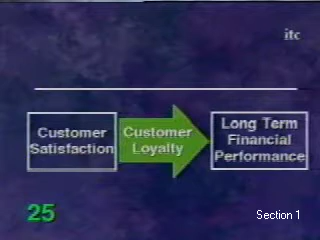 itc
Customer
Satisfaction
Customer
Loyalty
Long Term
Financial
Performance
25
Section 1